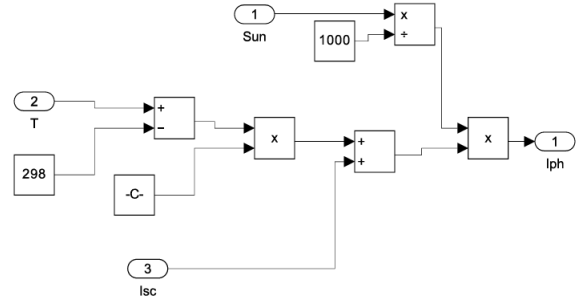 1
Sun
1000
x
÷
2
T
+
−
298
-C-
x
+
+
3
Isc
x
1
Iph